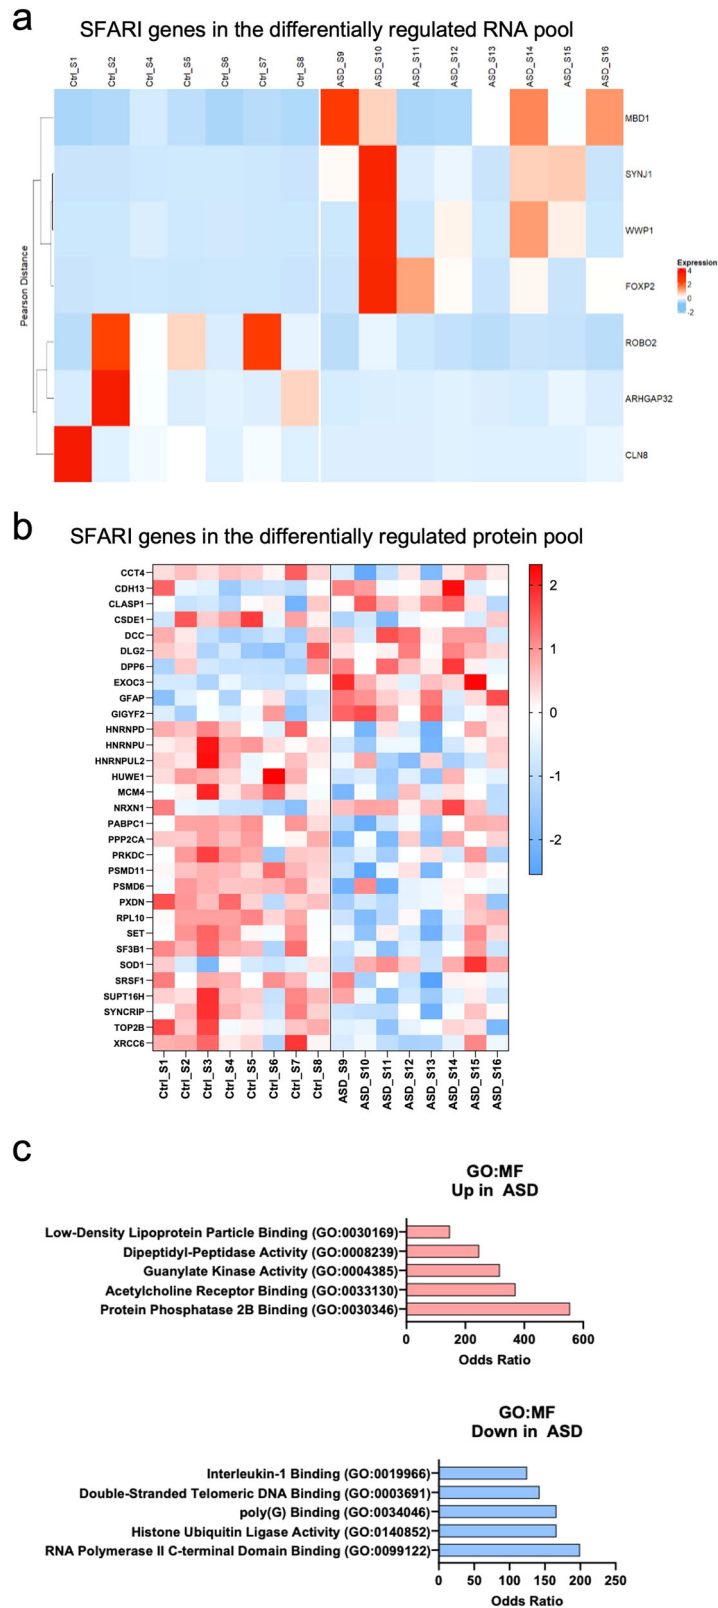 a
SFARI genes in the differentially regulated RNA pool
Ctrl_S1 Ctrl_S2 Ctrl_S4 Ctrl_S5 Ctrl_S6 Ctrl_S7 Ctrl_S8 ASD_S9 ASD_S10 ASD_S11 ASD_S12 ASD_S13 ASD_S14 ASD_S15 ASD_S16
Pearson Distance
MBD1
SYNJ1
WWP1
FOXP2
ROBO2
ARHGAP32
CLN8
Expression
4
2
0
-2
b
SFARI genes in the differentially regulated protein pool
CCT4
CDH13
CLASP1
CSDE1
DCC
DLG2
DPP6
EXOC3
GFAP
GIGYF2
HNRNPD
HNRNPU
HNRNPUL2
HUWE1
MCM4
NRXN1
PABPC1
PPP2CA
PRKDC
PSMD11
PSMD6
PXDN
RPL10
SET
SF3B1
SOD1
SRSF1
SUPT16H
SYNCRIP
TOP2B
XRCC6
2
1
0
-1
-2
Ctrl_S1 Ctrl_S2 Ctrl_S3 Ctrl_S4 Ctrl_S5 Ctrl_S6 Ctrl_S7 Ctrl_S8 ASD_S9 ASD_S10 ASD_S11 ASD_S12 ASD_S13 ASD_S14 ASD_S15 ASD_S16
c
GO:MF
Up in ASD
Low-Density Lipoprotein Particle Binding (GO:0030169)
Dipeptidyl-Peptidase Activity (GO:0008239)
Guanylate Kinase Activity (GO:0004385)
Acetylcholine Receptor Binding (GO:0033130)
Protein Phosphatase 2B Binding (GO:0030346)
0 200 400 600
Odds Ratio
GO:MF
Down in ASD
Interleukin-1 Binding (GO:0019966)
Double-Stranded Telomeric DNA Binding (GO:0003691)
poly(G) Binding (GO:0034046)
Histone Ubiquitin Ligase Activity (GO:0140852)
RNA Polymerase II C-terminal Domain Binding (GO:0099122)
0 50 100 150 200 250
Odds Ratio